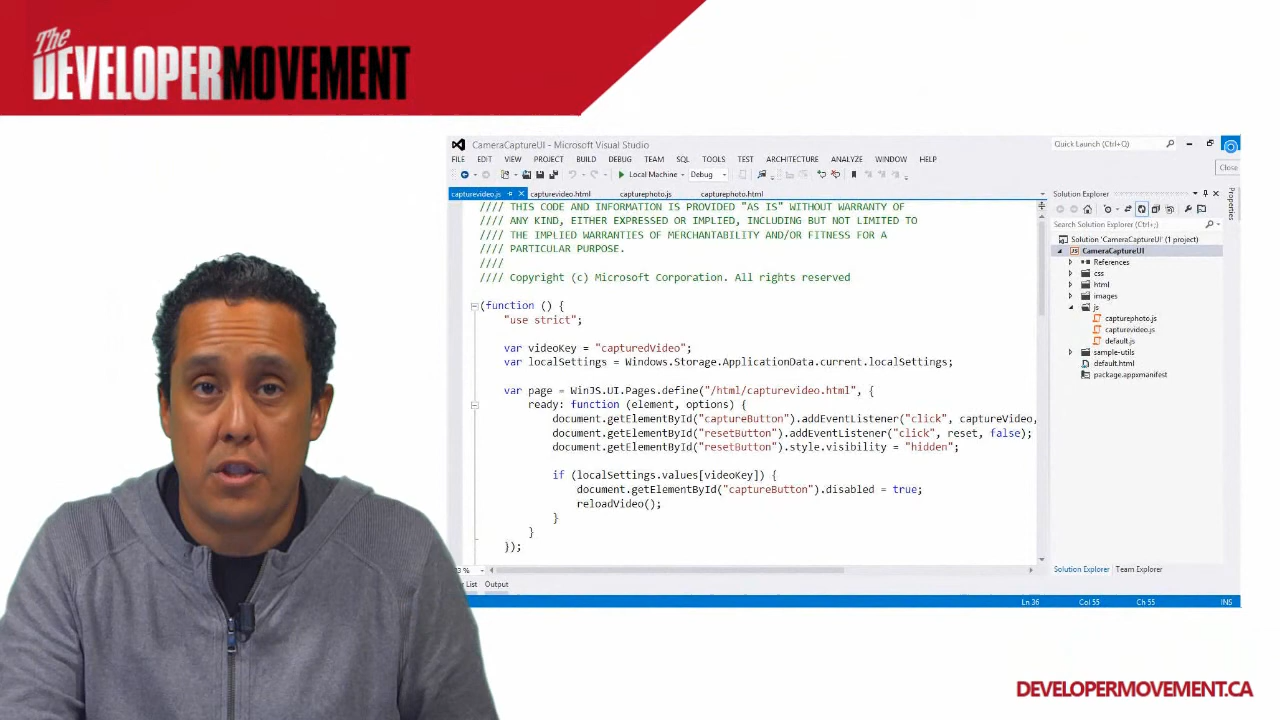 The
DEVELOPERMOVEMENT
CameraCaptureUI - Microsoft Visual Studio
Quick Launch (Ctrl+Q)
FILE EDIT VIEW PROJECT BUILD DEBUG TEAM SQL TOOLS TEST ARCHITECTURE ANALYZE WINDOW HELP
Close
Local Machine Debug
capturevideo.js capturevideo.html capturephoto.js capturephoto.html
Solution Explorer
Properties
//// THIS CODE AND INFORMATION IS PROVIDED "AS IS" WITHOUT WARRANTY OF
//// ANY KIND, EITHER EXPRESSED OR IMPLIED, INCLUDING BUT NOT LIMITED TO
//// THE IMPLIED WARRANTIES OF MERCHANTABILITY AND/OR FITNESS FOR A
//// PARTICULAR PURPOSE.
////
//// Copyright (c) Microsoft Corporation. All rights reserved
(function () {
"use strict";
var videoKey = "capturedVideo";
var localSettings = Windows.Storage.ApplicationData.current.localSettings;
var page = WinJS.UI.Pages.define("/html/capturevideo.html", {
ready: function (element, options) {
document.getElementById("captureButton").addEventListener("click", captureVideo,
document.getElementById("resetButton").addEventListener("click", reset, false);
document.getElementById("resetButton").style.visibility = "hidden";
if (localSettings.values[videoKey]) {
document.getElementById("captureButton").disabled = true;
reloadVideo();
}
}
});
Search Solution Explorer (Ctrl+;)
Solution 'CameraCaptureUI' (1 project)
CameraCaptureUI
References
css
html
images
js
capturephoto.js
capturevideo.js
default.js
sample-utils
default.html
package.appxmanifest
Solution Explorer Team Explorer
List Output
Ln 36 Col 55 Ch 55 INS
DEVELOPERMOVEMENT.CA